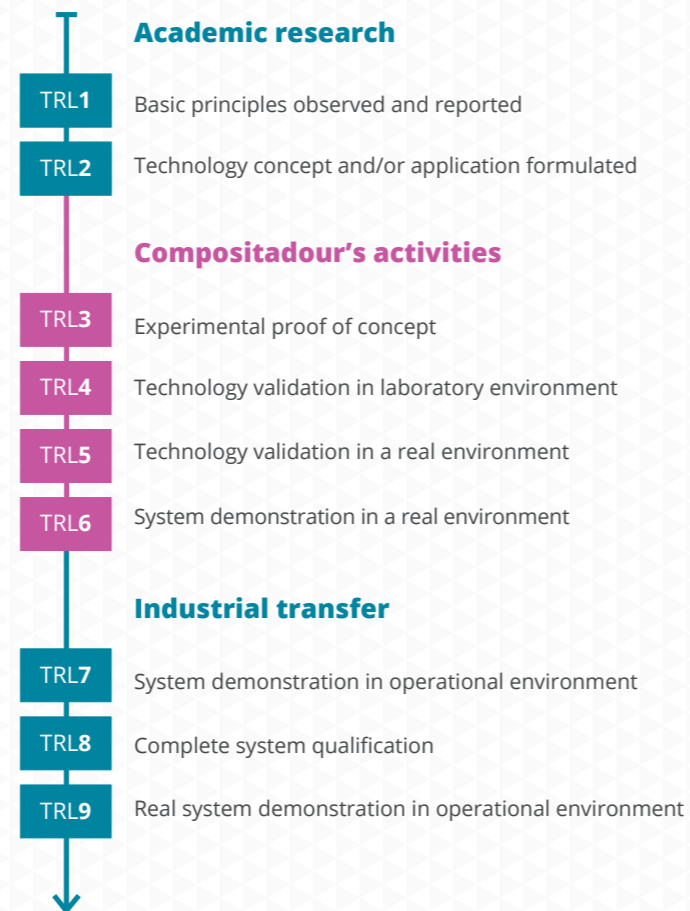 Academic research
TRL1 Basic principles observed and reported
TRL2 Technology concept and/or application formulated
Compositadour’s activities
TRL3 Experimental proof of concept
TRL4 Technology validation in laboratory environment
TRL5 Technology validation in a real environment
TRL6 System demonstration in a real environment
Industrial transfer
TRL7 System demonstration in operational environment
TRL8 Complete system qualification
TRL9 Real system demonstration in operational environment